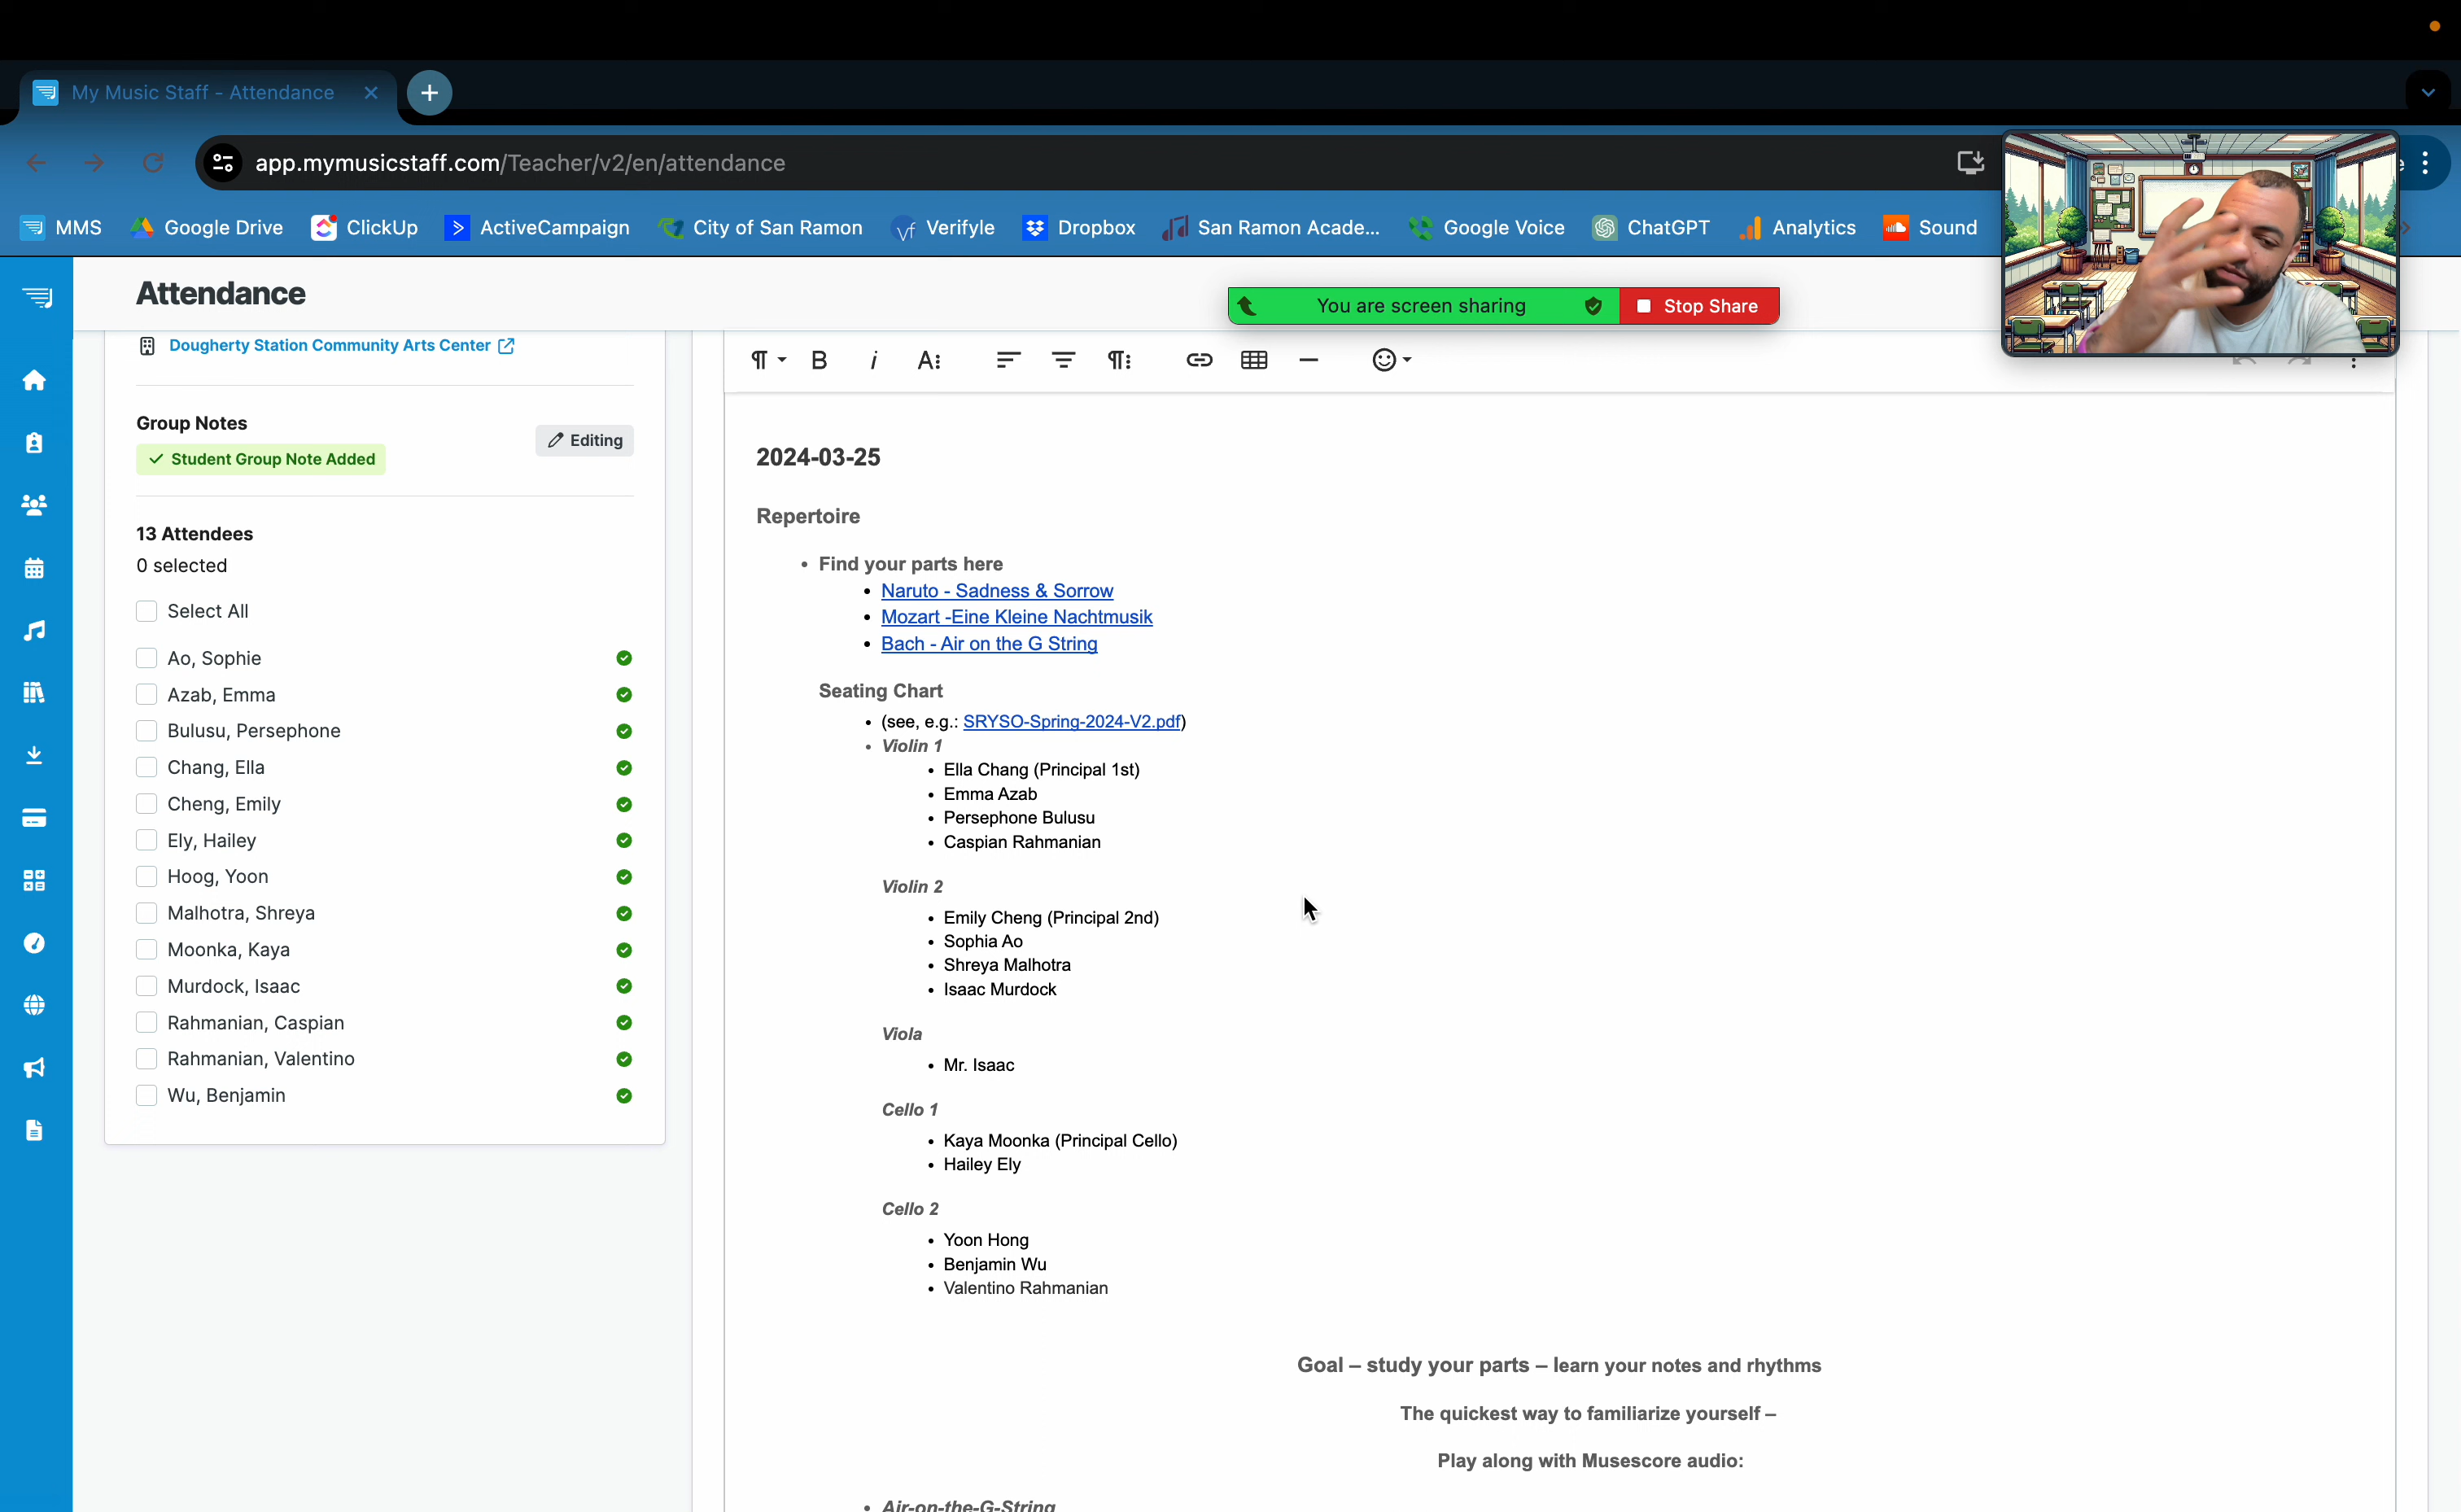 My Music Staff - Attendance
app.mymusicstaff.com/Teacher/v2/en/attendance
MMS
Google Drive
ClickUp
ActiveCampaign
City of San Ramon
Verifyle
Dropbox
San Ramon Acade...
Google Voice
ChatGPT
Analytics
Sound
Attendance
You are screen sharing
Stop Share
Dougherty Station Community Arts Center
Group Notes
Editing
Student Group Note Added
13 Attendees
0 selected
Select All
Ao, Sophie
Azab, Emma
Bulusu, Persephone
Chang, Ella
Cheng, Emily
Ely, Hailey
Hoog, Yoon
Malhotra, Shreya
Moonka, Kaya
Murdock, Isaac
Rahmanian, Caspian
Rahmanian, Valentino
Wu, Benjamin
2024-03-25
Repertoire
• Find your parts here
• Naruto - Sadness & Sorrow
• Mozart -Eine Kleine Nachtmusik
• Bach - Air on the G String
Seating Chart
• (see, e.g.: SRYSO-Spring-2024-V2.pdf)
• Violin 1
• Ella Chang (Principal 1st)
• Emma Azab
• Persephone Bulusu
• Caspian Rahmanian
Violin 2
• Emily Cheng (Principal 2nd)
• Sophia Ao
• Shreya Malhotra
• Isaac Murdock
Viola
• Mr. Isaac
Cello 1
• Kaya Moonka (Principal Cello)
• Hailey Ely
Cello 2
• Yoon Hong
• Benjamin Wu
• Valentino Rahmanian
Goal – study your parts – learn your notes and rhythms
The quickest way to familiarize yourself –
Play along with Musescore audio:
• Air-on-the-G-String